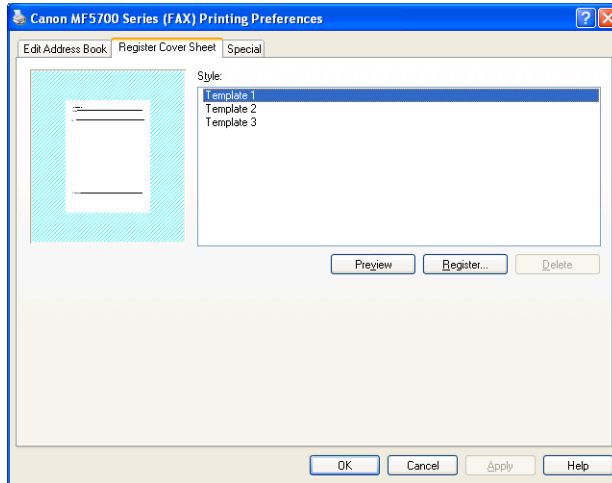 Canon MF5700 Series (FAX) Printing Preferences
Edit Address Book Register Cover Sheet Special
Style:
Template 1
Template 2
Template 3
Preview Register... Delete
OK Cancel Apply Help